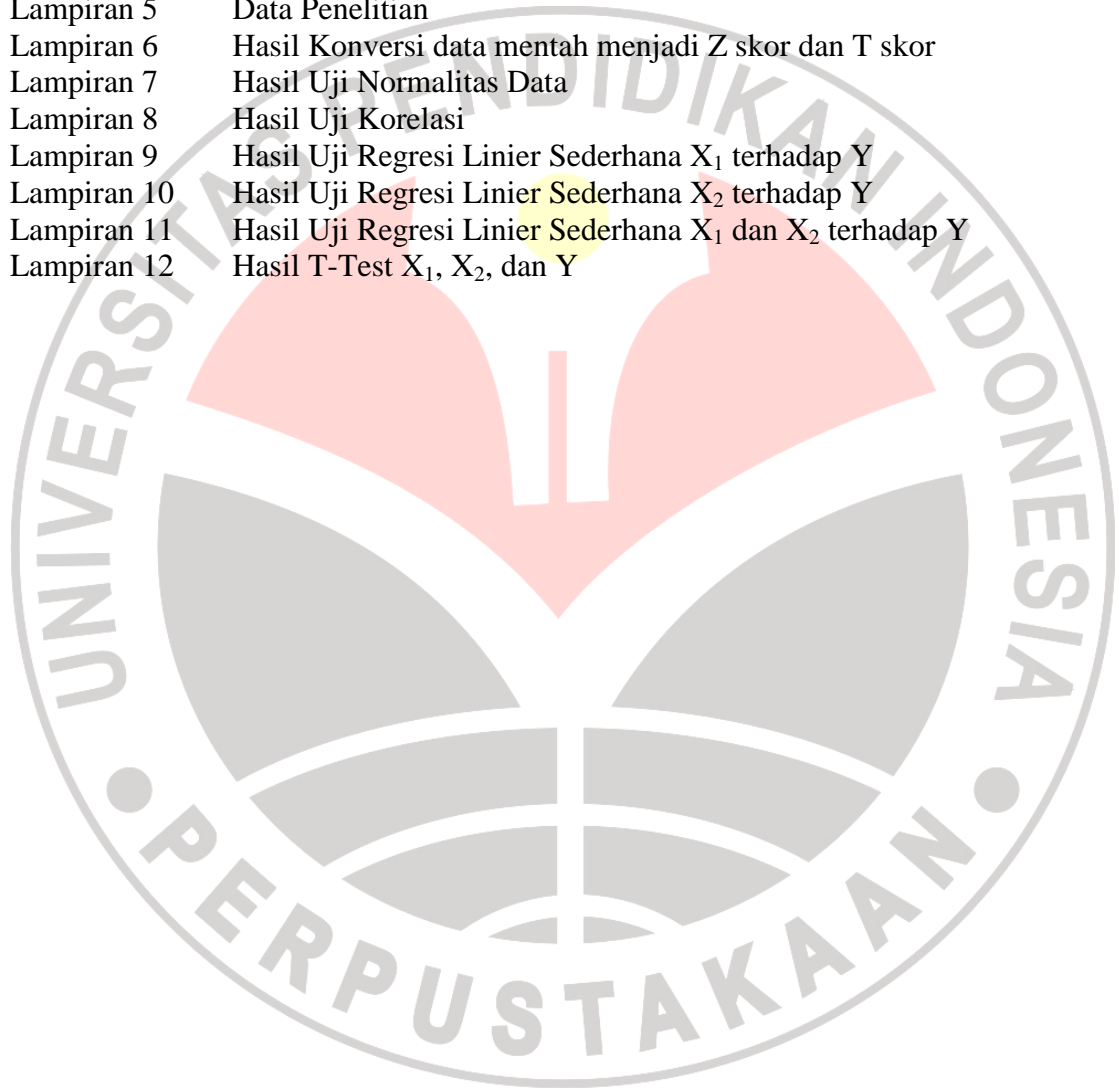 Lampiran 5 Data Penelitian
Lampiran 6 Hasil Konversi data mentah menjadi Z skor dan T skor
Lampiran 7 Hasil Uji Normalitas Data
Lampiran 8 Hasil Uji Korelasi
Lampiran 9 Hasil Uji Regresi Linier Sederhana X₁ terhadap Y
Lampiran 10 Hasil Uji Regresi Linier Sederhana X₂ terhadap Y
Lampiran 11 Hasil Uji Regresi Linier Sederhana X₁ dan X₂ terhadap Y
Lampiran 12 Hasil T-Test X₁, X₂, dan Y
UNIVERSITAS PENDIDIKAN INDONESIA
PERPUSTAKAAN